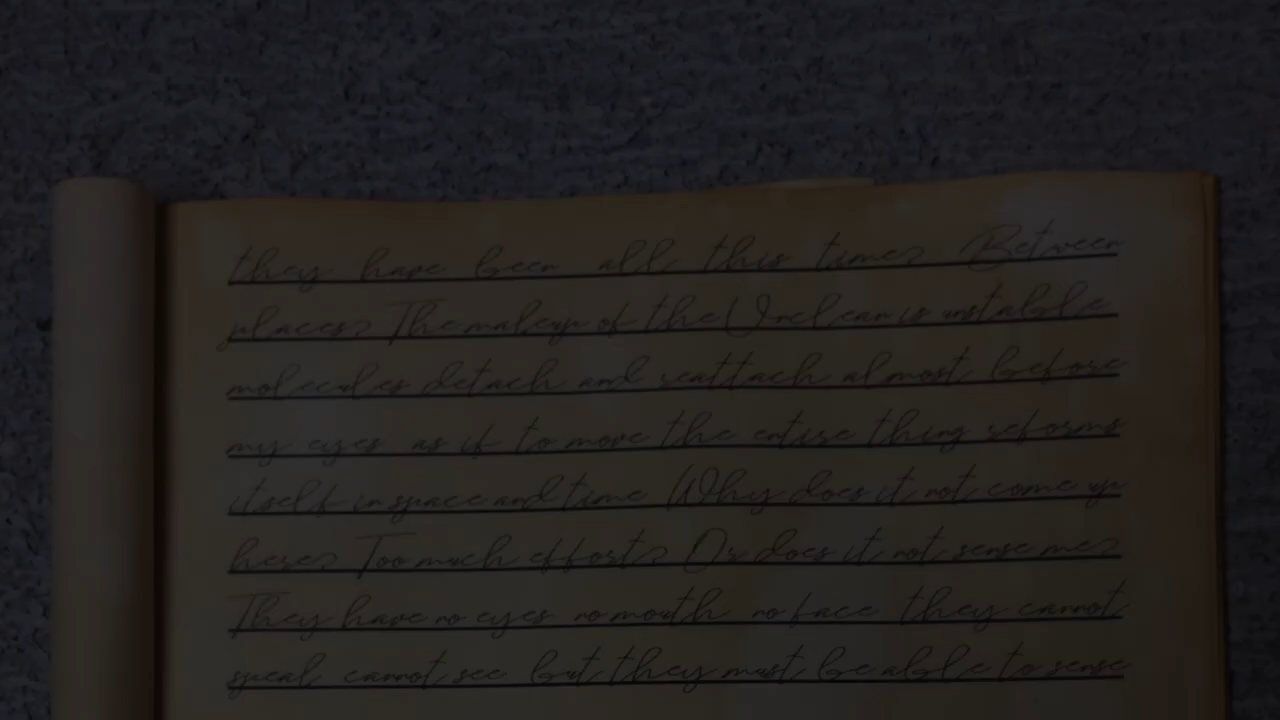 they have been all this time? Between
places? The makeup of the Unclean is unstable
molecules detach and reattach almost before
my eyes as if to move the entire thing reforms
itself in space and time Why does it not come up
here? Too much effort? Or does it not sense me?
They have no eyes no mouth no face they cannot
speak cannot see but they must be able to sense